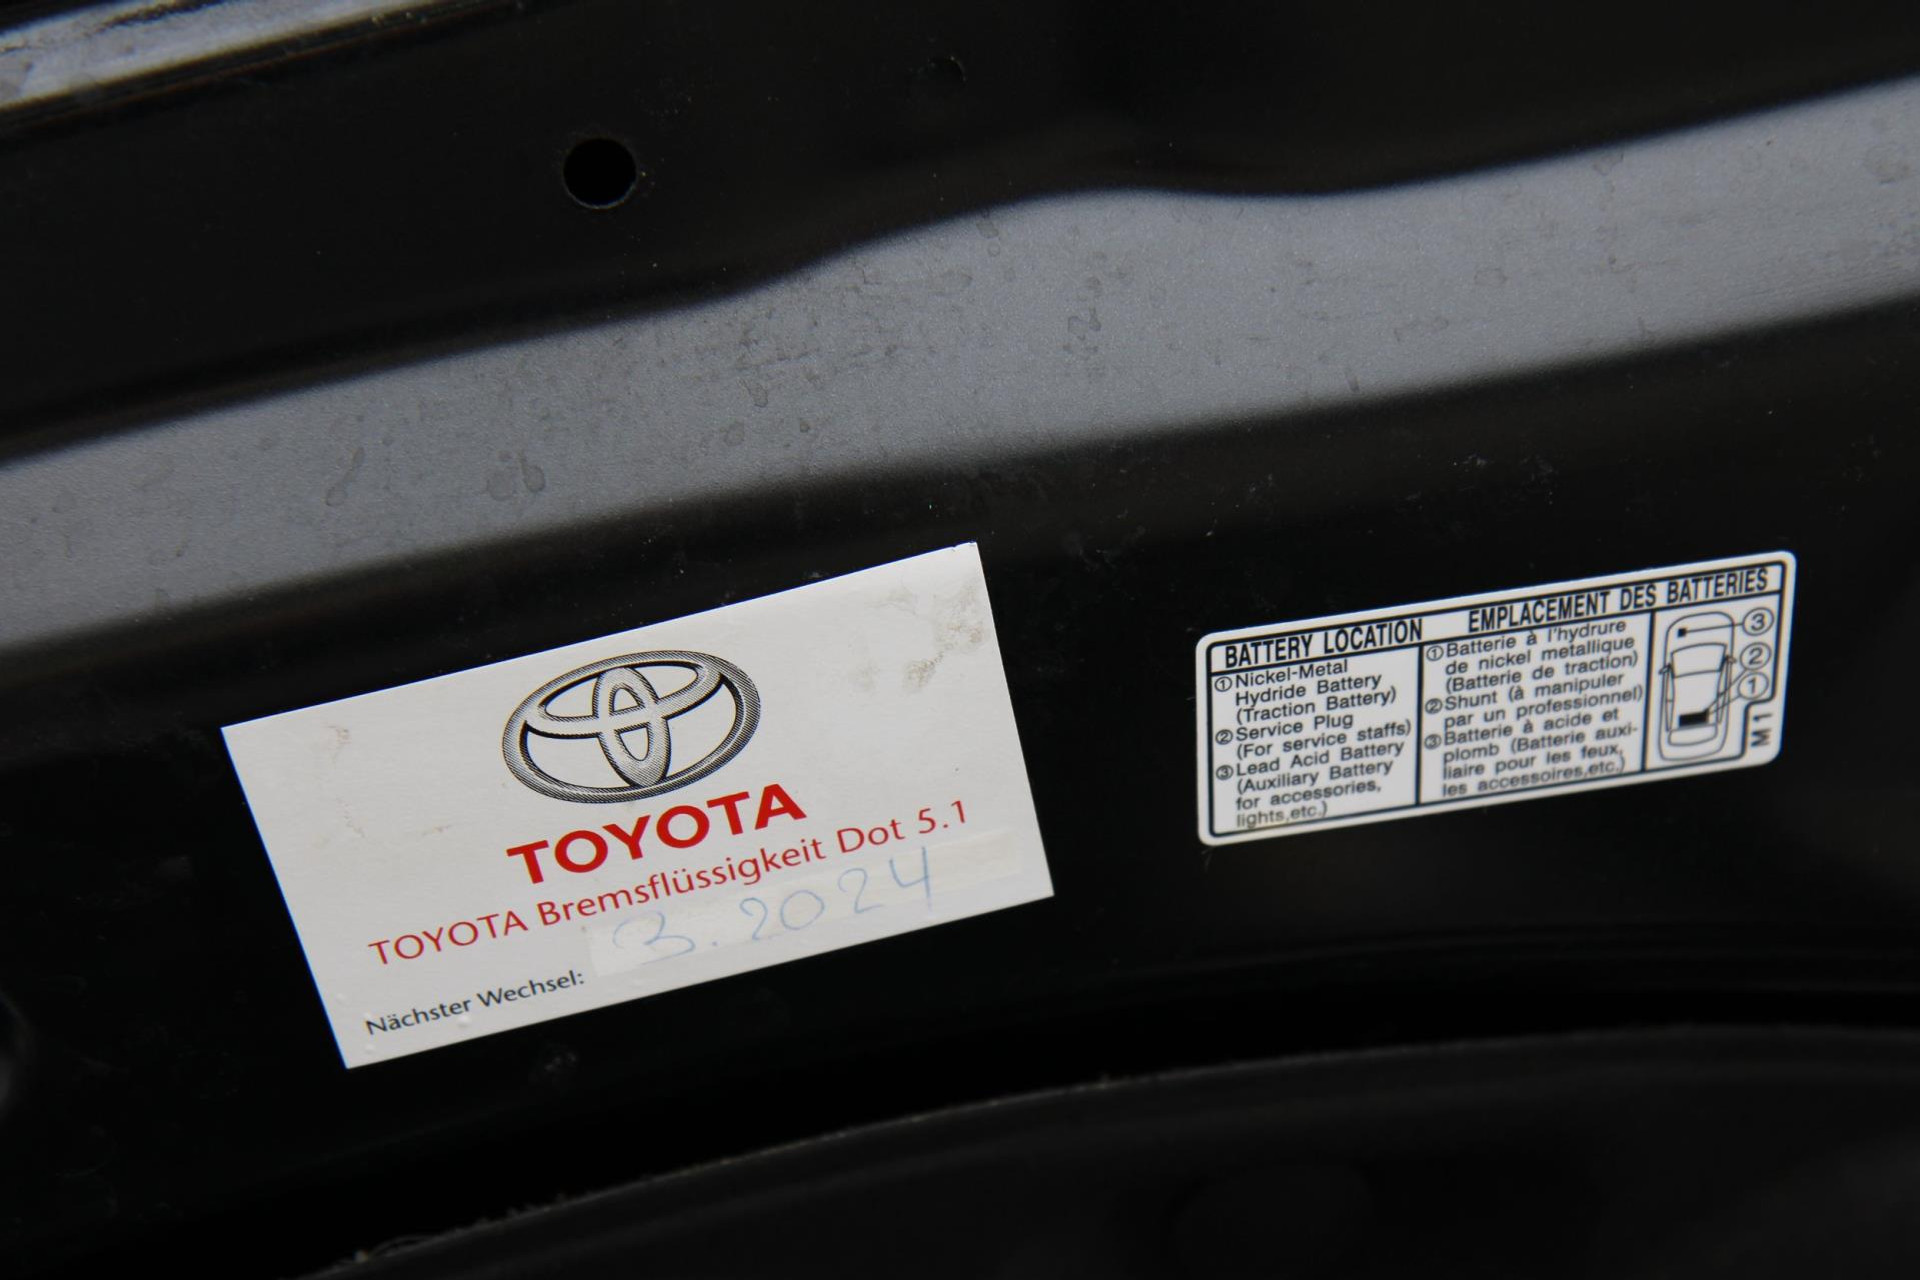 TOYOTA
TOYOTA Bremsflüssigkeit Dot 5.1
Nächster Wechsel: 3.2024
BATTERY LOCATION EMPLACEMENT DES BATTERIES
①Nickel-Metal
Hydride Battery
(Traction Battery)
②Service Plug
(For service staffs)
③Lead Acid Battery
(Auxiliary Battery
for accessories,
lights,etc.)
①Batterie à l'hydrure
de nickel metallique
(Batterie de traction)
②Shunt (à manipuler
par un professionnel)
③Batterie à acide et
plomb (Batterie auxi-
liaire pour les feux,
les accessoires,etc.)
③
②
①
M1